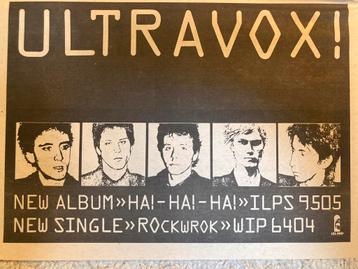 ULTRAVOX!
NEW ALBUM»HA!-HA!-HA!»ILPS 9505
NEW SINGLE»ROCKWROK»WIP 6404